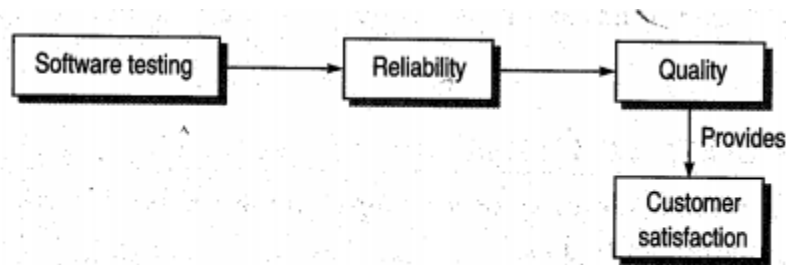 Software testing
Reliability
Quality
Provides
Customer
satisfaction